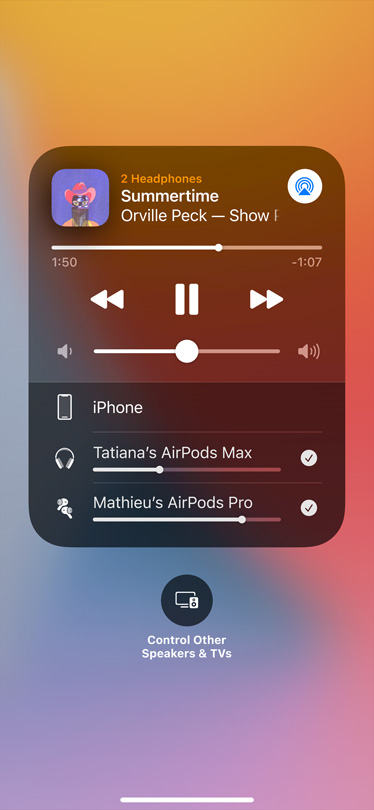 2 Headphones
Summertime
Orville Peck — Show
1:50
-1:07
iPhone
Tatiana's AirPods Max
Mathieu's AirPods Pro
Control Other
Speakers & TVs